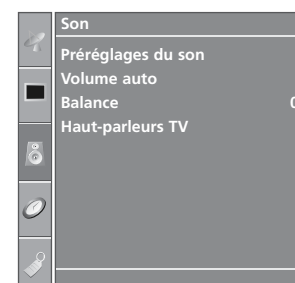 Son
Préréglages du son
Volume auto
Balance 0
Haut-parleurs TV